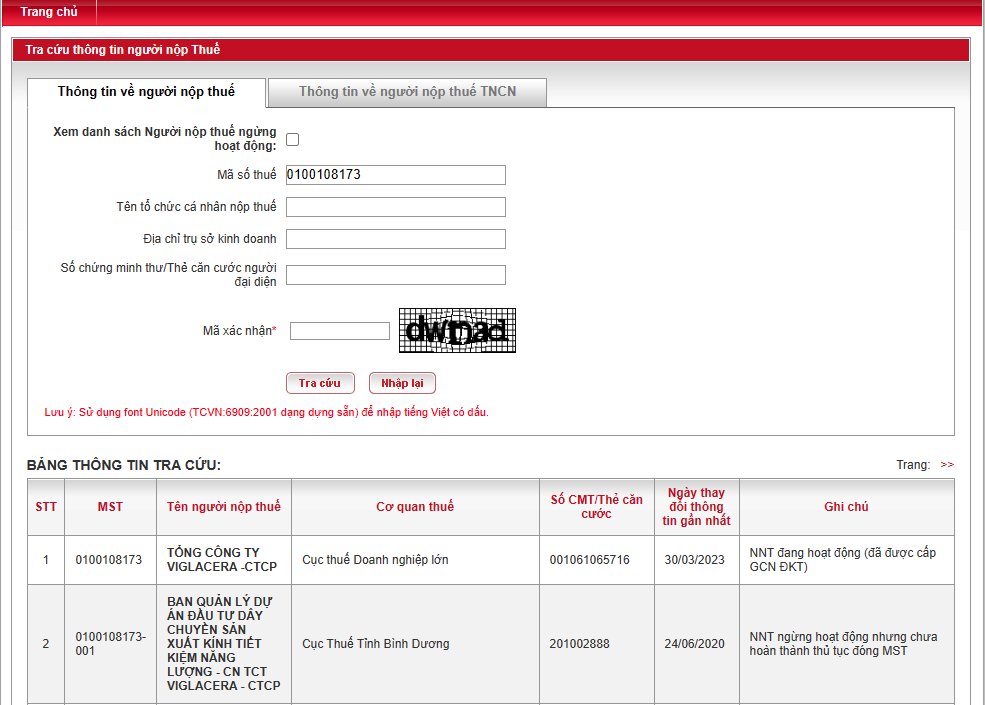 Trang chủ
Tra cứu thông tin người nộp Thuế
Thông tin về người nộp thuế
Thông tin về người nộp thuế TNCN
Xem danh sách Người nộp thuế ngừng
hoạt động:
Mã số thuế
0100108173
Tên tổ chức cá nhân nộp thuế
Địa chỉ trụ sở kinh doanh
Số chứng minh thư/Thẻ căn cước người
đại diện
Mã xác nhận*
Tra cứu
Nhập lại
Lưu ý: Sử dụng font Unicode (TCVN:6909:2001 dạng dựng sẵn) để nhập tiếng Việt có dấu.
BẢNG THÔNG TIN TRA CỨU:
Trang: >>
STT
MST
Tên người nộp thuế
Cơ quan thuế
Số CMT/Thẻ căn
cước
Ngày thay
đổi thông
tin gần nhất
Ghi chú
1
0100108173
TỔNG CÔNG TY
VIGLACERA -CTCP
Cục thuế Doanh nghiệp lớn
001061065716
30/03/2023
NNT đang hoạt động (đã được cấp
GCN ĐKT)
2
0100108173-
001
BAN QUẢN LÝ DỰ
ÁN ĐẦU TƯ DÂY
CHUYỀN SẢN
XUẤT KÍNH TIẾT
KIỆM NĂNG
LƯỢNG - CN TCT
VIGLACERA - CTCP
Cục Thuế Tỉnh Bình Dương
201002888
24/06/2020
NNT ngừng hoạt động nhưng chưa
hoàn thành thủ tục đóng MST